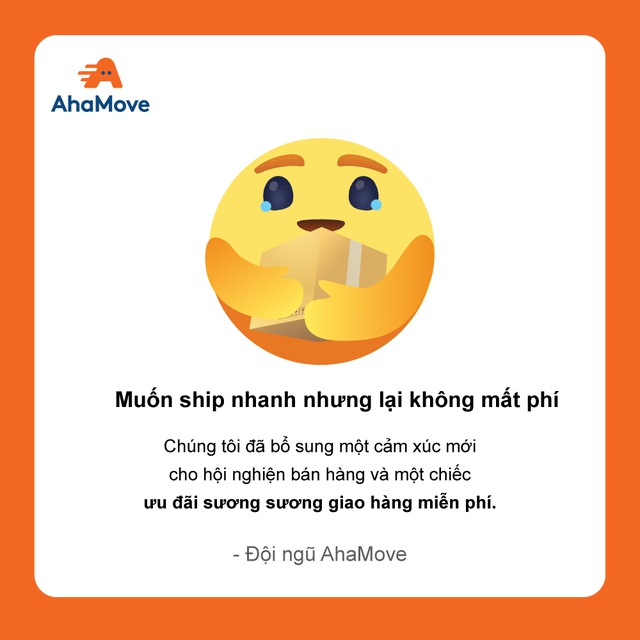 AhaMove
Muốn ship nhanh nhưng lại không mất phí
Chúng tôi đã bổ sung một cảm xúc mới
cho hội nghiện bán hàng và một chiếc
ưu đãi sương sương giao hàng miễn phí.
- Đội ngũ AhaMove